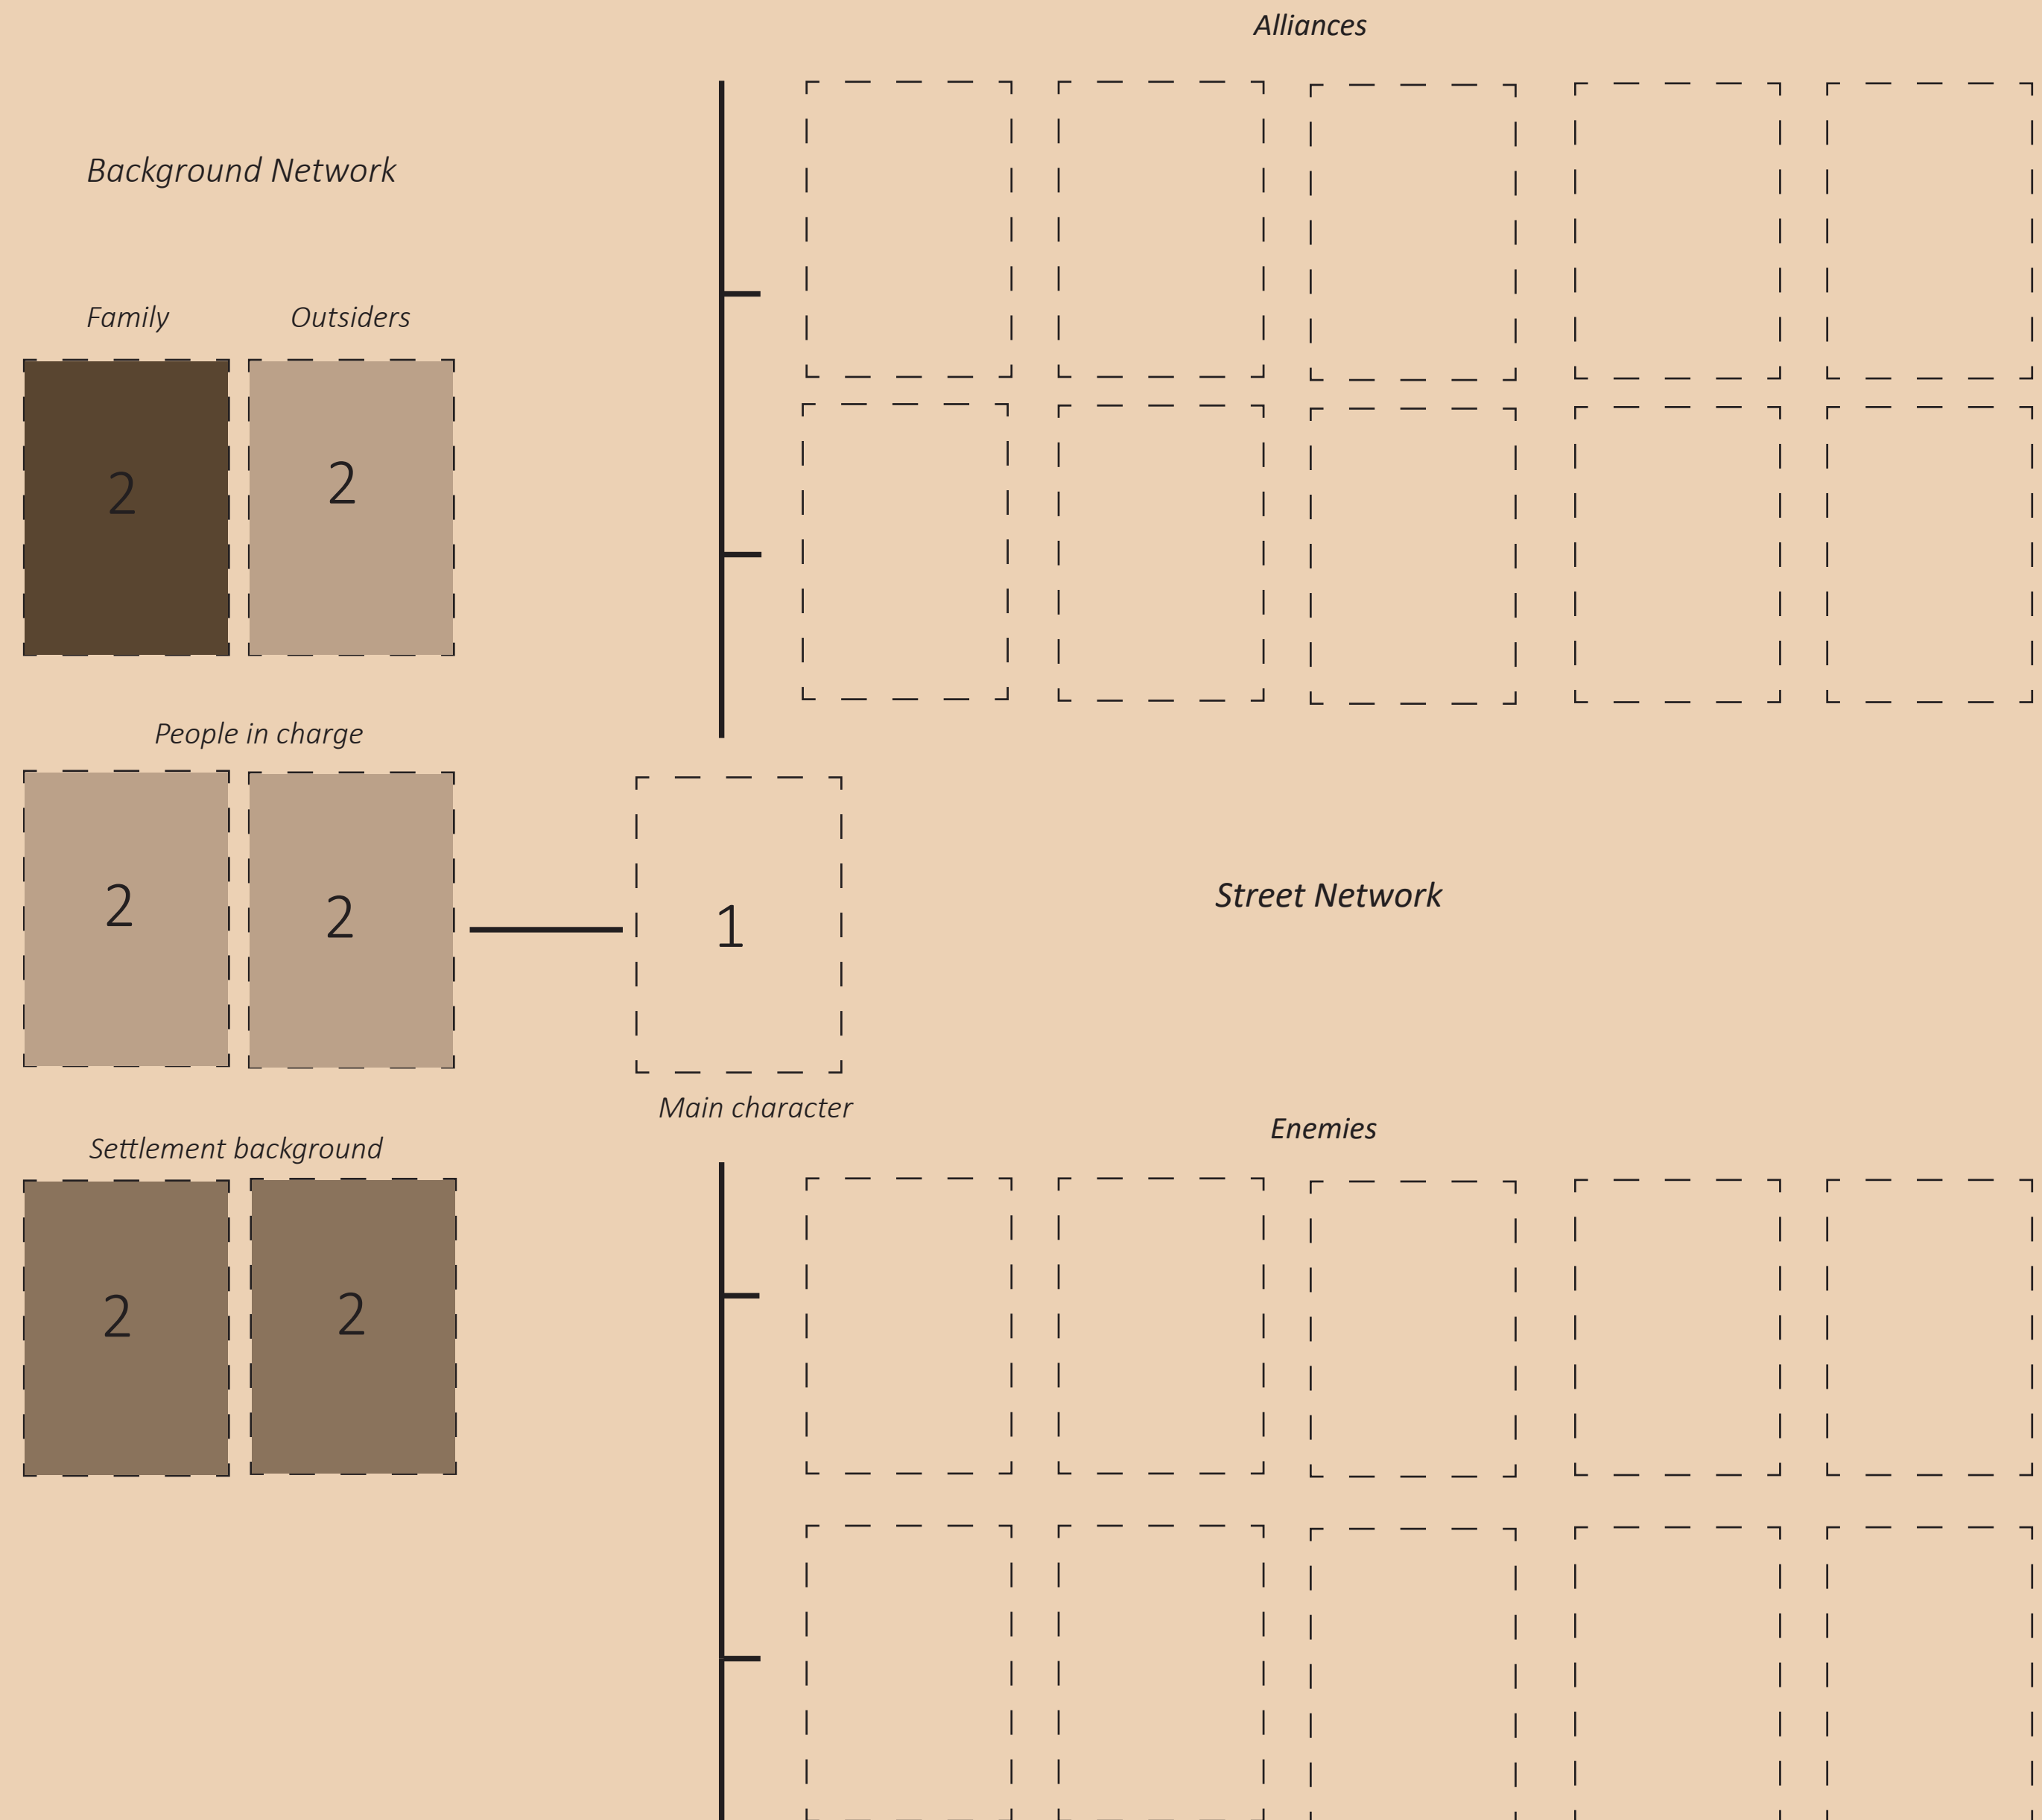 Alliances
Background Network
Family
Outsiders
2
2
People in charge
2
2
1
Street Network
Main character
Enemies
Settlement background
2
2